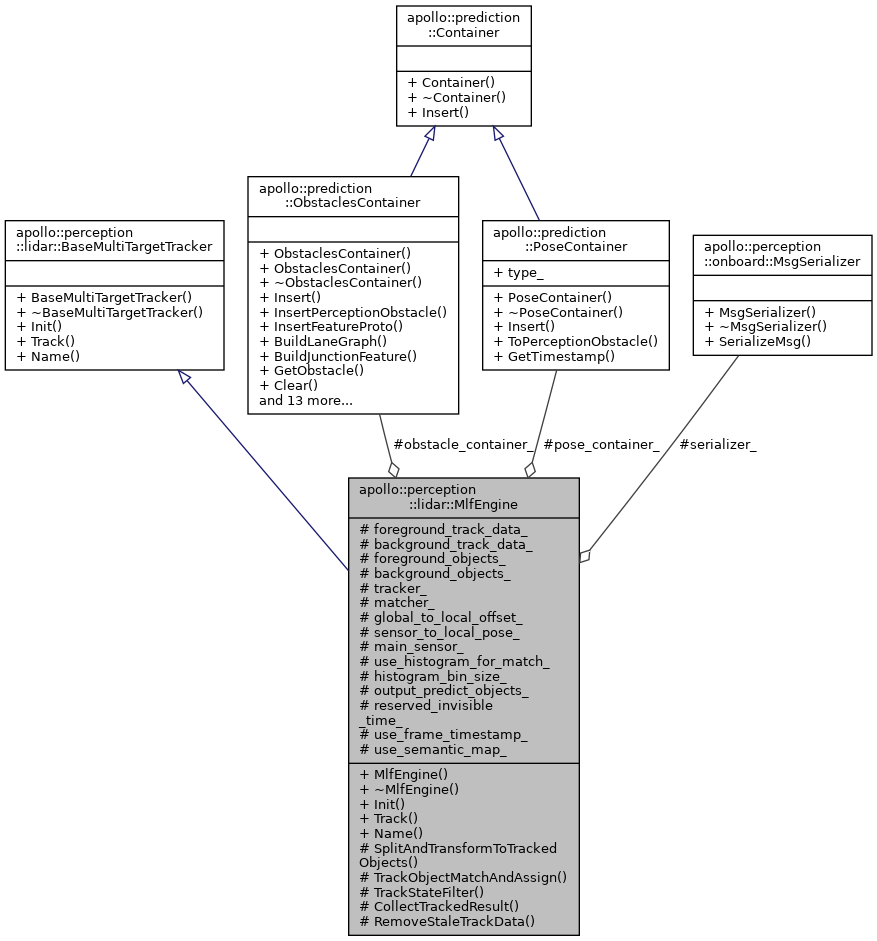 apollo::prediction
::Container
+ Container()
+ ~Container()
+ Insert()
apollo::prediction
::ObstaclesContainer
+ ObstaclesContainer()
+ ObstaclesContainer()
+ ~ObstaclesContainer()
+ Insert()
+ InsertPerceptionObstacle()
+ InsertFeatureProto()
+ BuildLaneGraph()
+ BuildJunctionFeature()
+ GetObstacle()
+ Clear()
and 13 more...
apollo::perception
::lidar::BaseMultiTargetTracker
+ BaseMultiTargetTracker()
+ ~BaseMultiTargetTracker()
+ Init()
+ Track()
+ Name()
apollo::prediction
::PoseContainer
+ type_
+ PoseContainer()
+ ~PoseContainer()
+ Insert()
+ ToPerceptionObstacle()
+ GetTimestamp()
apollo::perception
::onboard::MsgSerializer
+ MsgSerializer()
+ ~MsgSerializer()
+ SerializeMsg()
#obstacle_container_
#pose_container_
#serializer_
apollo::perception
::lidar::MlfEngine
# foreground_track_data_
# background_track_data_
# foreground_objects_
# background_objects_
# tracker_
# matcher_
# global_to_local_offset_
# sensor_to_local_pose_
# main_sensor_
# use_histogram_for_match_
# histogram_bin_size_
# output_predict_objects_
# reserved_invisible
_time_
# use_frame_timestamp_
# use_semantic_map_
+ MlfEngine()
+ ~MlfEngine()
+ Init()
+ Track()
+ Name()
# SplitAndTransformToTracked
Objects()
# TrackObjectMatchAndAssign()
# TrackStateFilter()
# CollectTrackedResult()
# RemoveStaleTrackData()